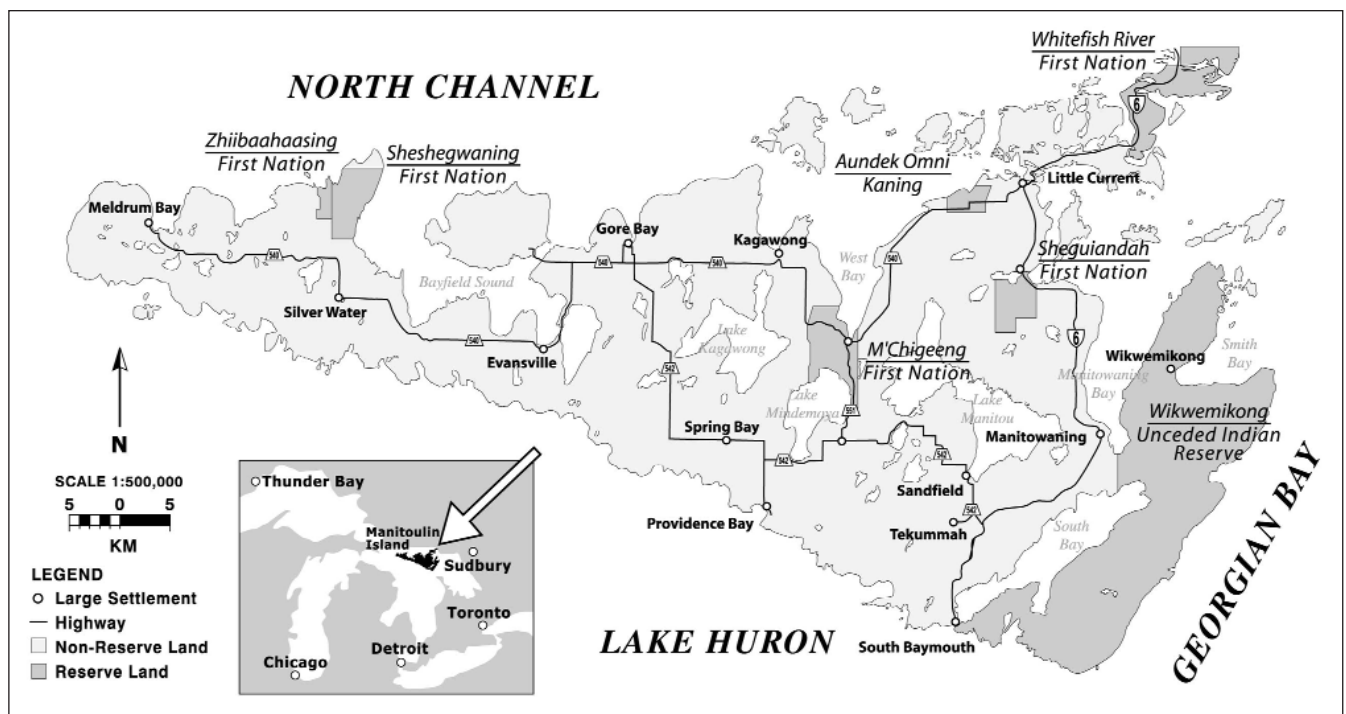 NORTH CHANNEL
Whitefish River
First Nation
6
Zhiibaahaasing
First Nation
Sheshegwaning
First Nation
Aundek Omni
Kaning
Little Current
Meldrum Bay
Gore Bay
Kagawong
West
Bay
540
Sheguiandah
First Nation
540
540
540
Bayfield Sound
Silver Water
540
Evansville
Lake
Kagawong
542
M'Chigeeng
First Nation
6
Wikwemikong
Smith
Bay
Manitowaning
Bay
Lake
Mindemoya
551
Lake
Manitou
Wikwemikong
Unceded Indian
Reserve
Spring Bay
542
542
Manitowaning
Sandfield
542
Providence Bay
Tekummah
South
Bay
South Baymouth
LAKE HURON
GEORGIAN BAY
N
SCALE 1:500,000
5 0 5
KM
LEGEND
Large Settlement
Highway
Non-Reserve Land
Reserve Land
Thunder Bay
Manitoulin
Island
Sudbury
Toronto
Detroit
Chicago